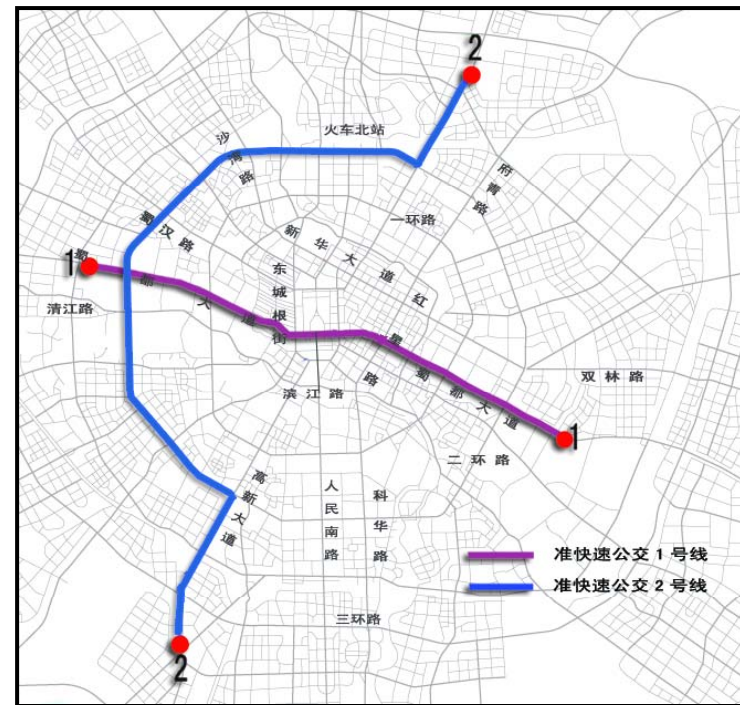 2
火车北站
沙湾路
府青路
一环路
蜀汉路
新华大道
红星路
东城根街
1
蜀都大道
清江路
双林路
滨江路
蜀都大道
1
二环路
高新大道
人民南路
科华路
准快速公交1号线
准快速公交2号线
三环路
2